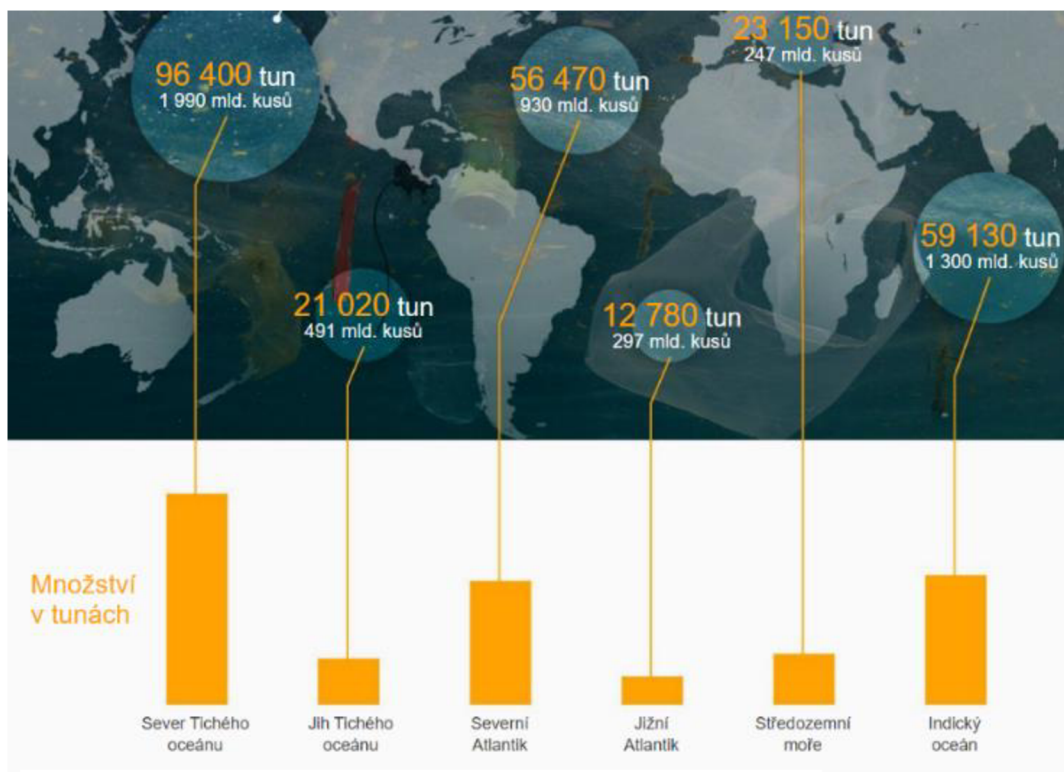 96 400 tun
1 990 mld. kusů
56 470 tun
930 mld. kusů
23 150 tun
247 mld. kusů
59 130 tun
1 300 mld. kusů
21 020 tun
491 mld. kusů
12 780 tun
297 mld. kusů
Množství
v tunách
Sever Tichého
oceánu
Jih Tichého
oceánu
Severní
Atlantik
Jižní
Atlantik
Středozemní
moře
Indický
oceán